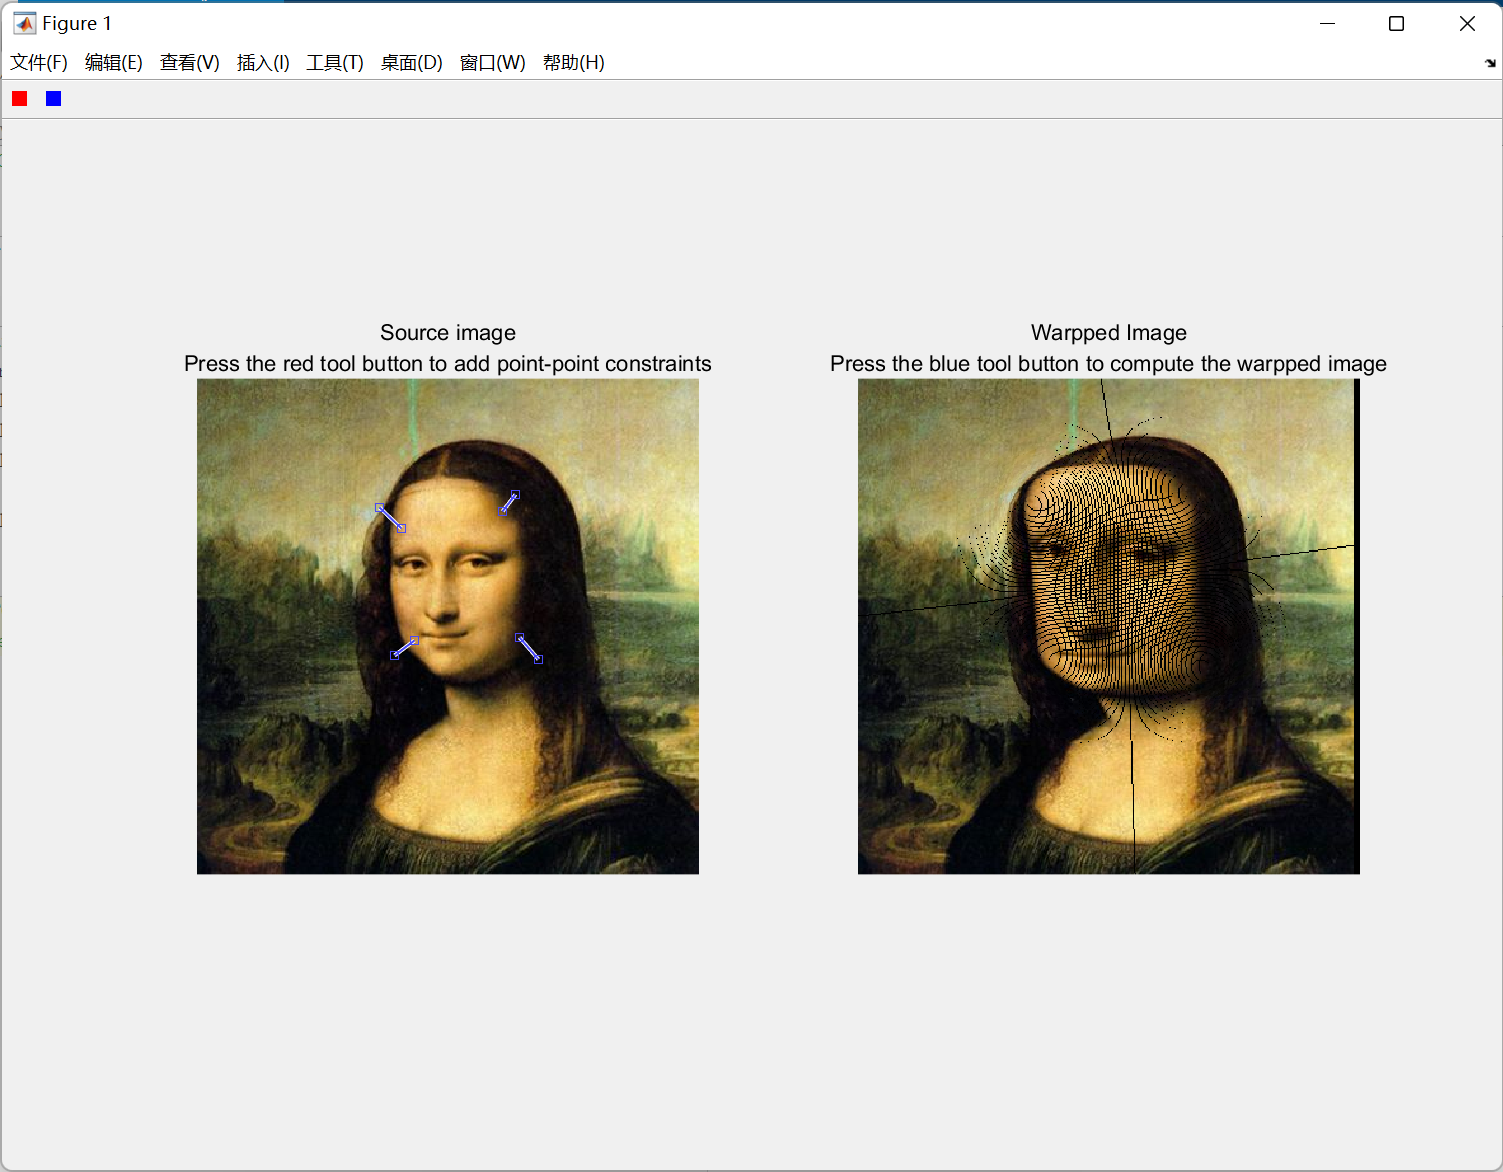 Figure 1
文件(F) 编辑(E) 查看(V) 插入(I) 工具(T) 桌面(D) 窗口(W) 帮助(H)
Source image
Press the red tool button to add point-point constraints
Warpped Image
Press the blue tool button to compute the warpped image